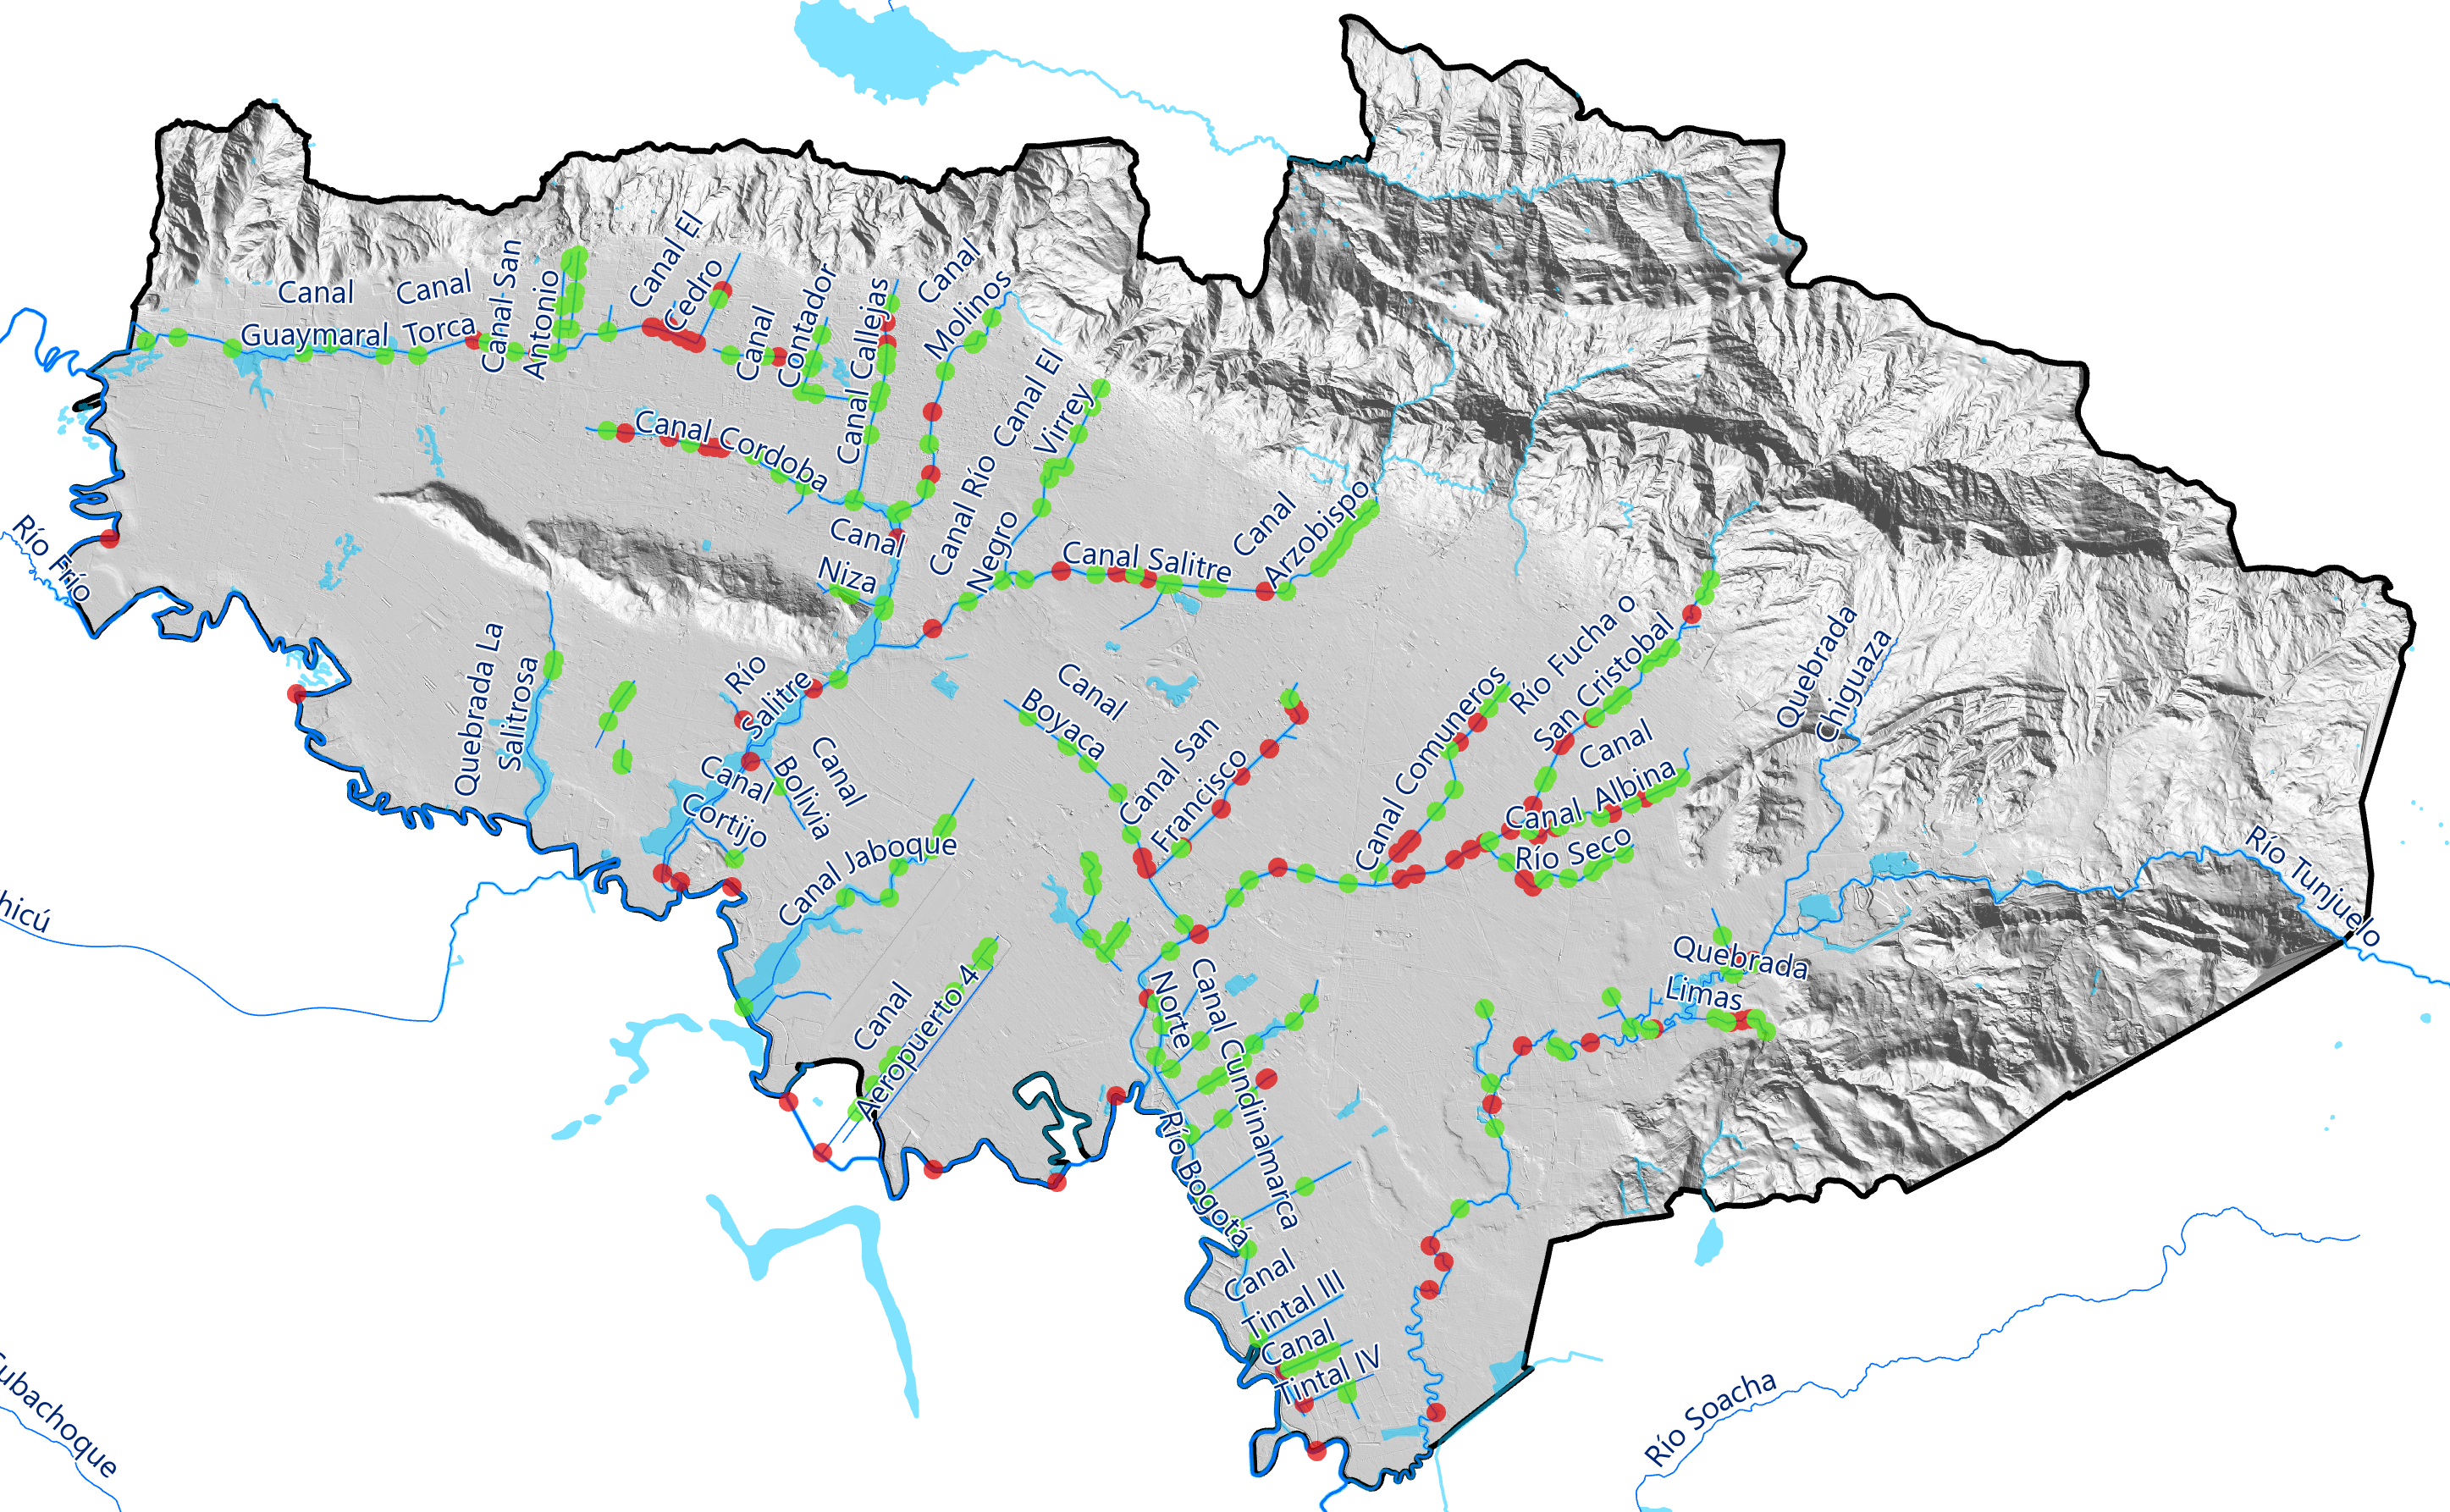 Canal
Guaymaral
Canal
Torca
Canal San
Antonio
Canal El
Cedro
Canal
Contador
Canal Callejas
Canal
Molinos
Canal Cordoba
Canal Río
Negro
Canal El
Virrey
Canal
Niza
Canal Salitre
Canal
Arzobispo
Río Frío
Quebrada La
Salitrosa
Río
Salitre
Canal
Cortijo
Canal
Bolivia
Canal Jaboque
Canal
Boyaca
Canal San
Francisco
Canal Comuneros
Río Fucha o
San Cristobal
Canal
Canal Albina
Río Seco
Quebrada
Chiguaza
Río Tunjuelo
Quebrada
Limas
Canal
Aeropuerto 4
Norte
Canal Cundinamarca
Río Bogotá
Canal
Tintal III
Canal
Tintal IV
Río Soacha
hicú
ubachoque